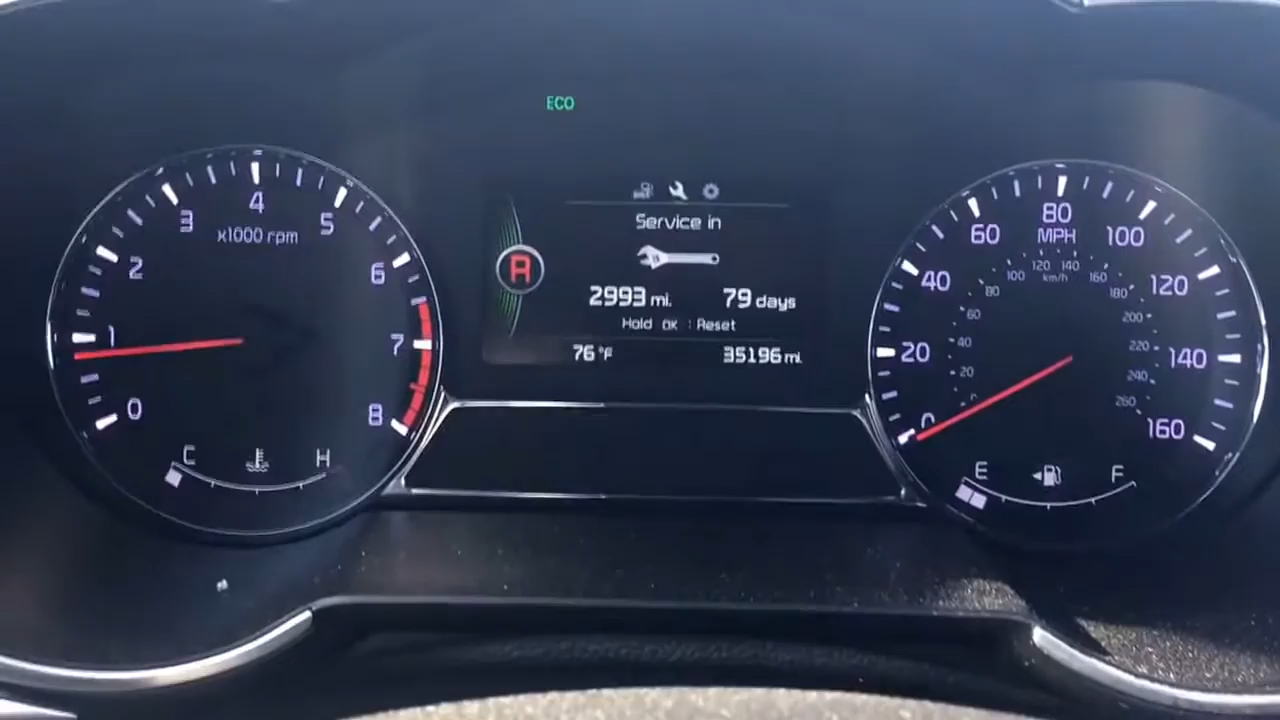 ECO
0
1
2
3
4
5
6
7
8
x1000 rpm
C
H
Service in
2993 mi. 79 days
Hold OK : Reset
76 °F 35196 mi.
R
0
20
40
60
80
100
120
140
160
MPH
20
40
60
80
100
120
140
160
180
200
220
240
260
km/h
E
F